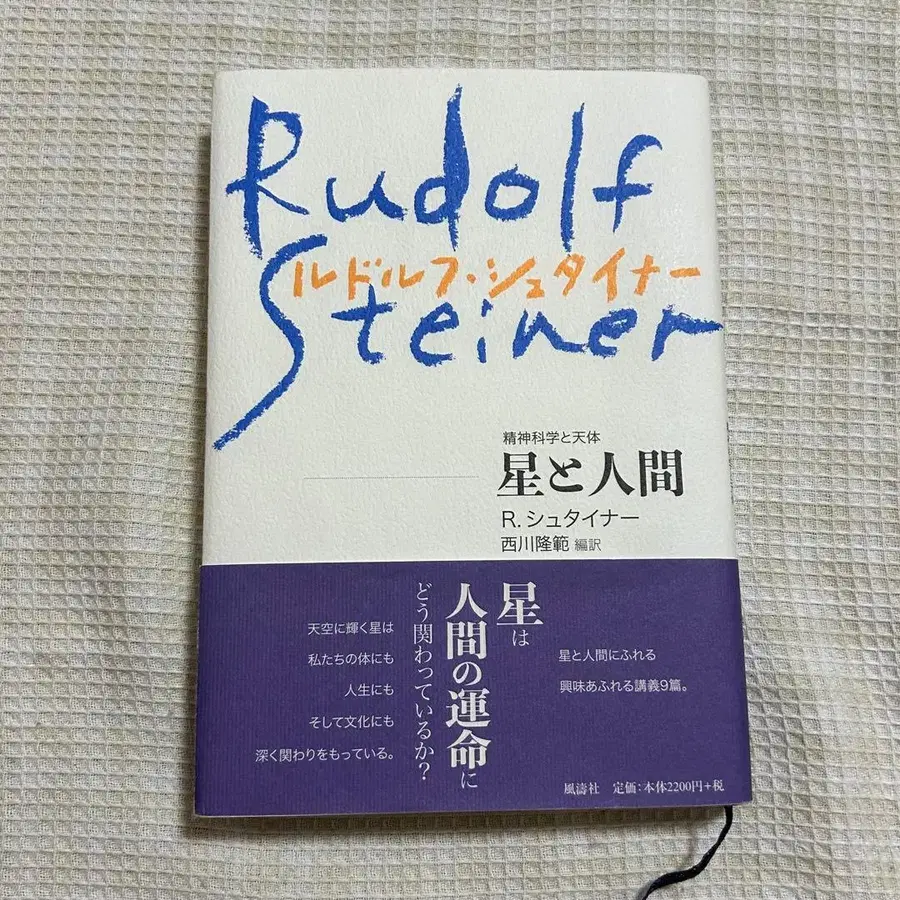 Rudolf
ルドルフ・シュタイナー
Steiner
精神科学と天体
星と人間
R. シュタイナー
西川隆範 編訳
星は
人間の運命に
どう関わっているか?
星と人間にふれる
興味あふれる講義9篇。
天空に輝く星は
私たちの体にも
人生にも
そして文化にも
深く関わりをもっている。
風濤社 定価:本体2200円+税